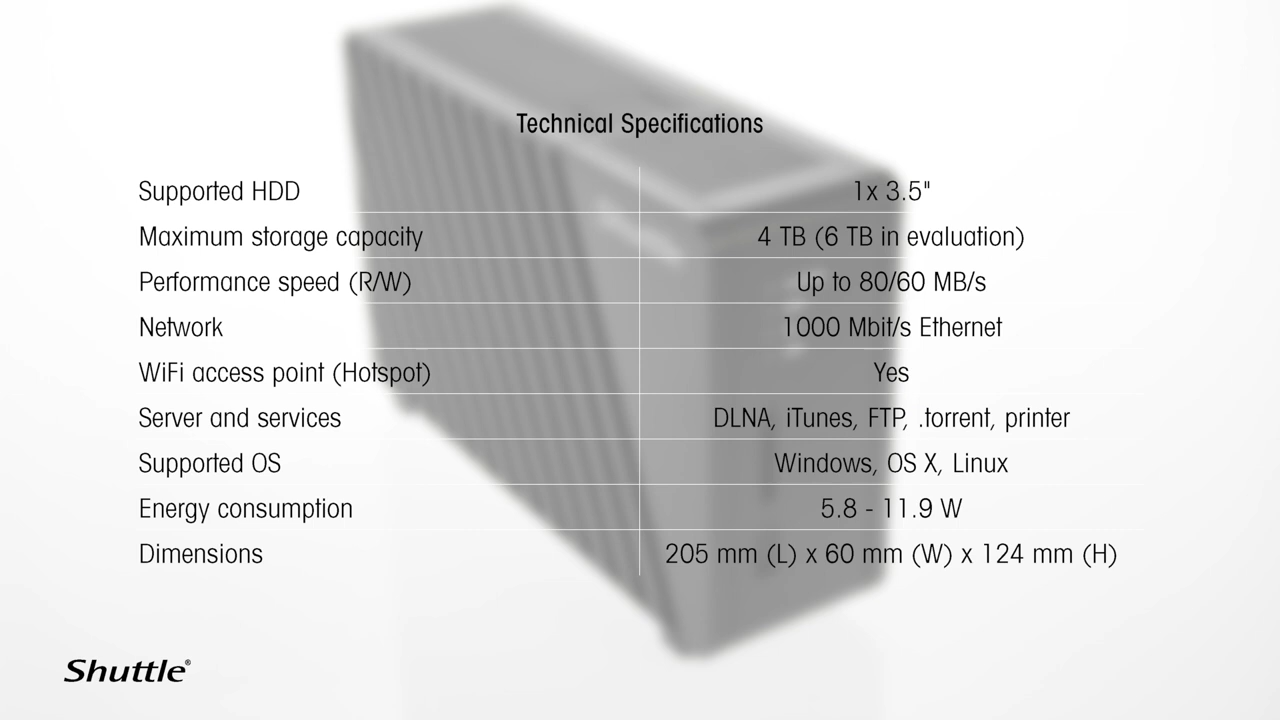 Technical Specifications
Supported HDD 1x 3.5"
Maximum storage capacity 4 TB (6 TB in evaluation)
Performance speed (R/W) Up to 80/60 MB/s
Network 1000 Mbit/s Ethernet
WiFi access point (Hotspot) Yes
Server and services DLNA, iTunes, FTP, .torrent, printer
Supported OS Windows, OS X, Linux
Energy consumption 5.8 - 11.9 W
Dimensions 205 mm (L) x 60 mm (W) x 124 mm (H)
Shuttle®